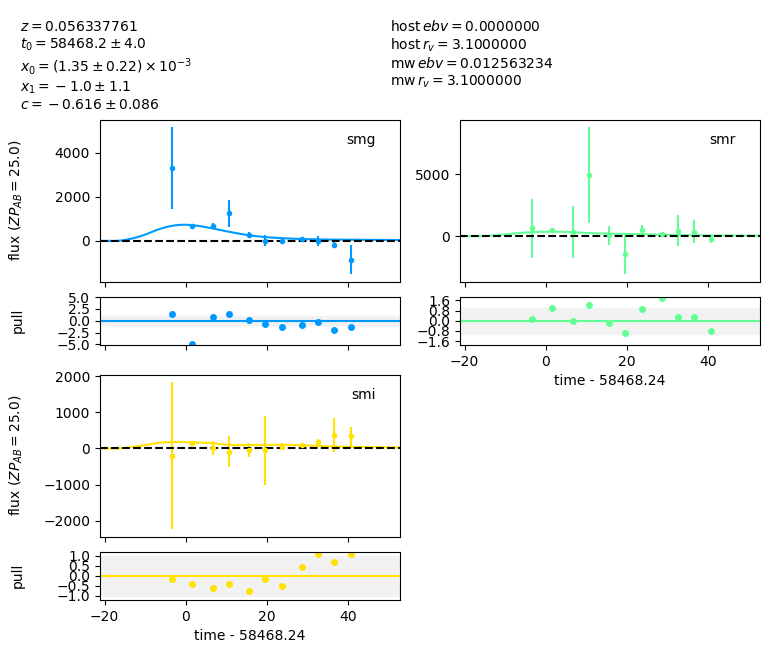 z = 0.056337761
t₀ = 58468.2 ± 4.0
x₀ = (1.35 ± 0.22) × 10⁻³
x₁ = −1.0 ± 1.1
c = −0.616 ± 0.086
host ebv = 0.0000000
host r_v = 3.1000000
mw ebv = 0.012563234
mw r_v = 3.1000000
flux (ZP_AB = 25.0)
4000
2000
0
smg
5000
0
smr
pull
5.0
2.5
0.0
−2.5
−5.0
1.6
0.8
0.0
−0.8
−1.6
−20
0
20
40
time - 58468.24
flux (ZP_AB = 25.0)
2000
1000
0
−1000
−2000
smi
pull
1.0
0.5
0.0
−0.5
−1.0
−20
0
20
40
time - 58468.24